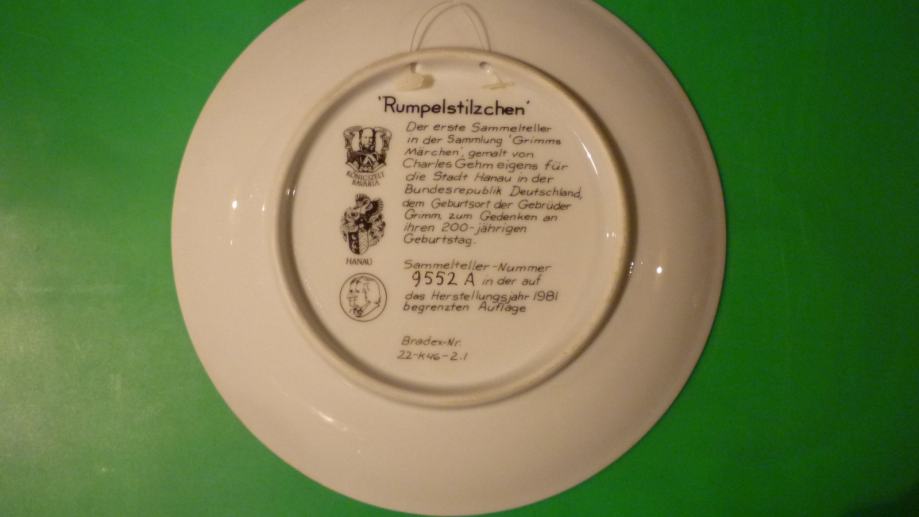 'Rumpelstilzchen'
Der erste Sammelteller
in der Sammlung 'Grimms
Märchen', gemalt von
Charles Gehm eigens für
die Stadt Hanau in der
Bundesrepublik Deutschland,
dem Geburtsort der Gebrüder
Grimm, zum Gedenken an
ihren 200-jährigen
Geburtstag.
KÖNIGSZELT
BAVARIA
HANAU
Sammelteller-Nummer
9552 A in der auf
das Herstellungsjahr 1981
begrenzten Auflage
Bradex-Nr.
22-K46-2.1